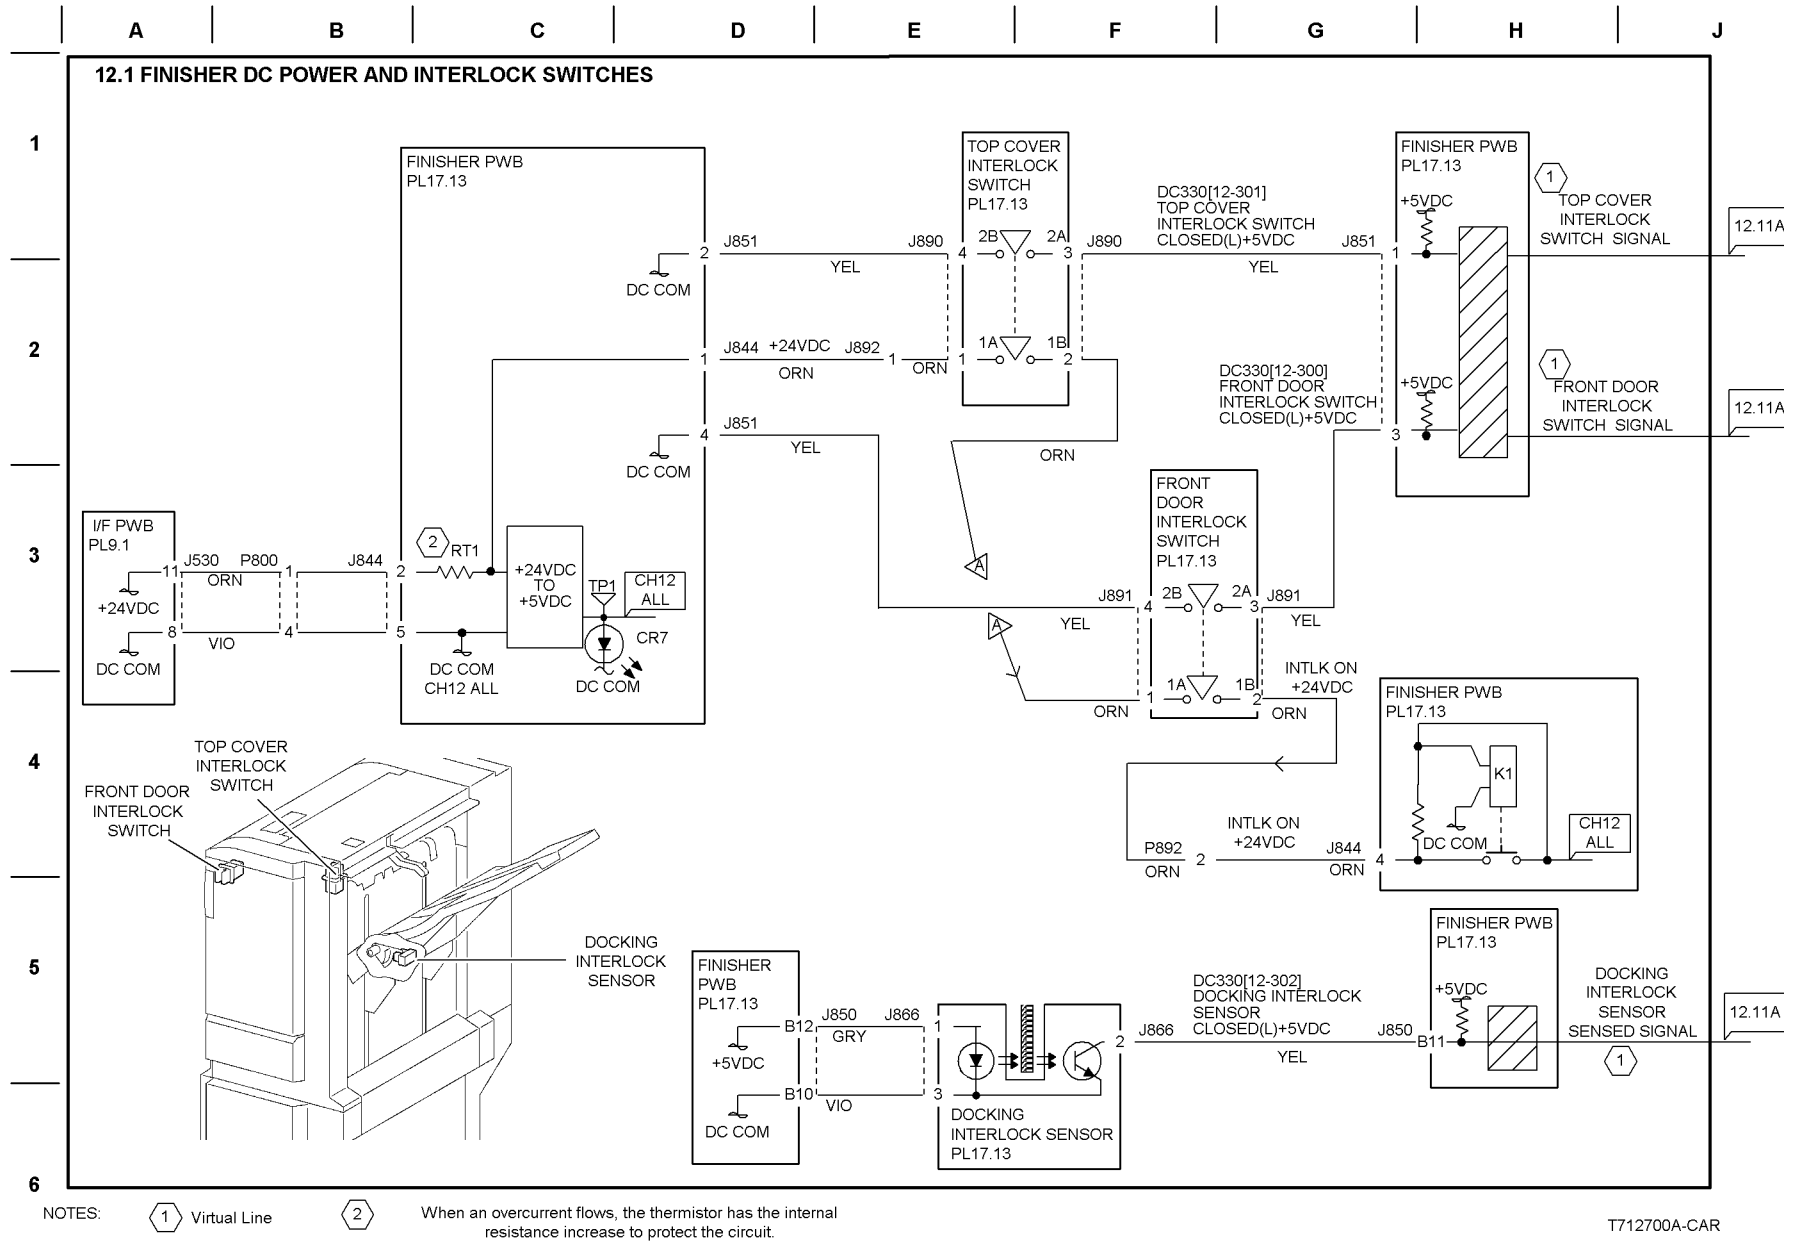 A B C D E F G H J
12.1 FINISHER DC POWER AND INTERLOCK SWITCHES
1
2
3
4
5
6
FINISHER PWB
PL17.13
2
J851
DC COM
YEL
J890
4
TOP COVER
INTERLOCK
SWITCH
PL17.13
2B
2A
3
J890
DC330[12-301]
TOP COVER
INTERLOCK SWITCH
CLOSED(L)+5VDC
YEL
J851
1
FINISHER PWB
PL17.13
+5VDC
1
TOP COVER
INTERLOCK
SWITCH SIGNAL
12.11A
1
J844
+24VDC
ORN
J892
1
ORN
1
1A
1B
2
ORN
DC330[12-300]
FRONT DOOR
INTERLOCK SWITCH
CLOSED(L)+5VDC
3
+5VDC
1
FRONT DOOR
INTERLOCK
SWITCH SIGNAL
12.11A
4
J851
DC COM
YEL
I/F PWB
PL9.1
11
J530
ORN
P800
1
J844
2
+24VDC
8
VIO
4
5
DC COM
2
RT1
+24VDC
TO
+5VDC
TP1
CH12
ALL
CR7
DC COM
CH12 ALL
DC COM
A
A
FRONT
DOOR
INTERLOCK
SWITCH
PL17.13
J891
4
2B
2A
3
J891
YEL
YEL
1
1A
1B
2
ORN
ORN
INTLK ON
+24VDC
FINISHER PWB
PL17.13
K1
DC COM
CH12
ALL
P892
2
ORN
INTLK ON
+24VDC
J844
4
ORN
TOP COVER
INTERLOCK
SWITCH
FRONT DOOR
INTERLOCK
SWITCH
DOCKING
INTERLOCK
SENSOR
FINISHER
PWB
PL17.13
B12
J850
GRY
J866
1
+5VDC
B10
VIO
3
DC COM
DOCKING
INTERLOCK SENSOR
PL17.13
2
J866
DC330[12-302]
DOCKING INTERLOCK
SENSOR
CLOSED(L)+5VDC
YEL
J850
B11
FINISHER PWB
PL17.13
+5VDC
DOCKING
INTERLOCK
SENSOR
SENSED SIGNAL
1
12.11A
NOTES:
1
Virtual Line
2
When an overcurrent flows, the thermistor has the internal
resistance increase to protect the circuit.
T712700A-CAR